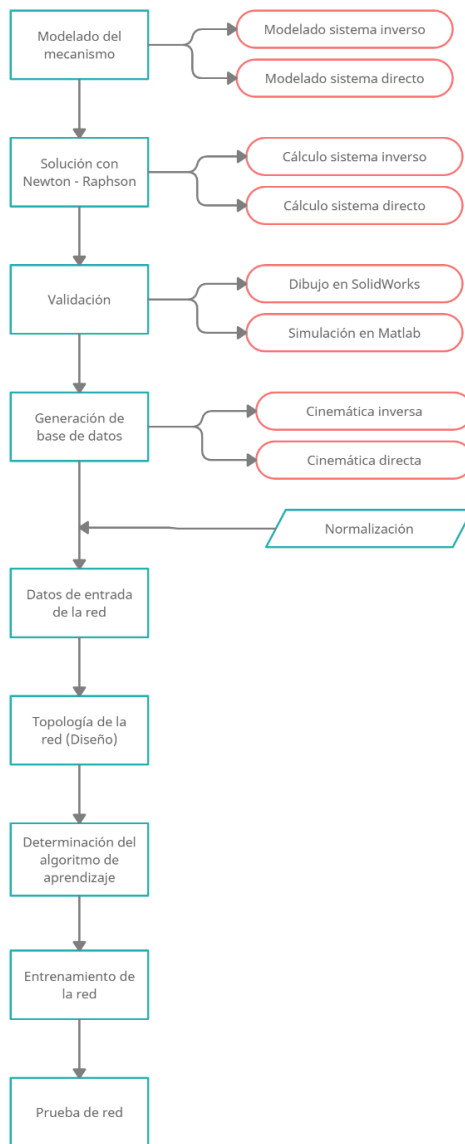 Modelado del
mecanismo
Modelado sistema inverso
Modelado sistema directo
Solución con
Newton - Raphson
Cálculo sistema inverso
Cálculo sistema directo
Validación
Dibujo en SolidWorks
Simulación en Matlab
Generación de
base de datos
Cinemática inversa
Cinemática directa
Normalización
Datos de entrada
de la red
Topología de la
red (Diseño)
Determinación del
algoritmo de
aprendizaje
Entrenamiento de
la red
Prueba de red